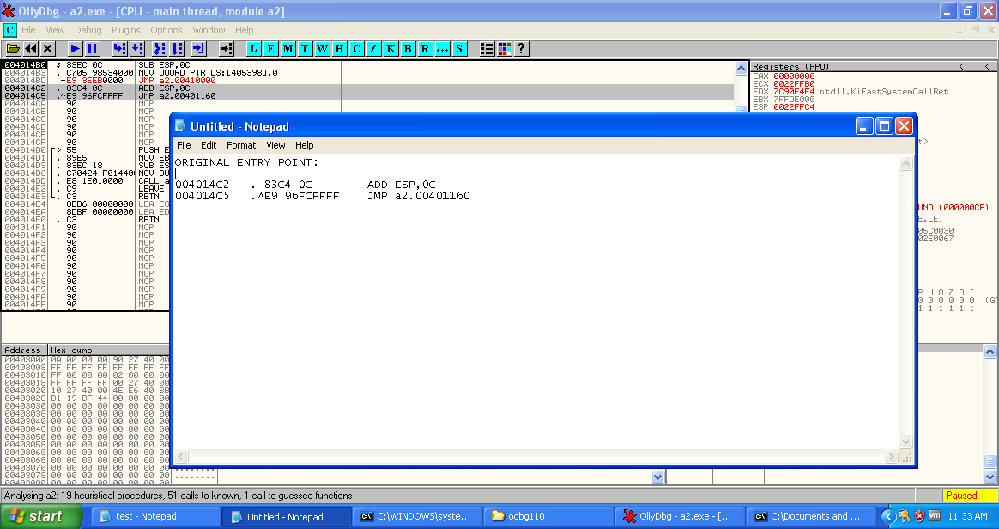 OllyDbg - a2.exe - [CPU - main thread, module a2]
C File View Debug Plugins Options Window Help
L E M T W H C / K B R ... S ?
004014B0 $ 83EC 0C SUB ESP,0C
004014B3 . C705 98534000 MOV DWORD PTR DS:[405398],0
004014BD -E9 3EEB0000 JMP a2.00410000
004014C2 . 83C4 0C ADD ESP,0C
004014C5 .^E9 96FCFFFF JMP a2.00401160
004014CA 90 NOP
004014CB 90 NOP
004014CC 90 NOP
004014CD 90 NOP
004014CE 90 NOP
004014CF 90 NOP
004014D0 > 55 PUSH E
004014D1 . 89E5 MOV EB
004014D3 . 83EC 18 SUB ES
004014D6 . C70424 F01440 MOV DW
004014DD . E8 1E010000 CALL a
004014E2 . C9 LEAVE
004014E3 . C3 RETN
004014E4 8DB6 00000000 LEA ES
004014EA 8DBF 00000000 LEA ED
004014F0 . C3 RETN
004014F1 90 NOP
004014F2 90 NOP
004014F3 90 NOP
004014F4 90 NOP
004014F5 90 NOP
004014F6 90 NOP
004014F7 90 NOP
004014F8 90 NOP
004014F9 90 NOP
004014FA 90 NOP
004014FB 90 NOP
Registers (FPU) < <
EAX 00000000
ECX 0022FFB0
EDX 7C90E4F4 ntdll.KiFastSystemCallRet
EBX 7FFDE000
ESP 0022FFC4
t>
UND (000000CB)
E,LE)
05C0030
02E0067
P U O Z D I
0 0 0 0 0 0 (GT
1 1 1 1 1 1
Untitled - Notepad
File Edit Format View Help
ORIGINAL ENTRY POINT:
004014C2 . 83C4 0C ADD ESP,0C
004014C5 .^E9 96FCFFFF JMP a2.00401160
Address Hex dump
00403000 0A 00 00 00 90 27 40 00
00403008 FF FF FF FF FF FF FF FF
00403010 FF 00 00 00 02 00 00 00
00403018 FF FF FF FF 00 27 40 00
00403020 10 27 40 00 4E E6 40 BB
00403028 B1 19 BF 44 00 00 00 00
00403030 00 00 00 00 00 00 00 00
00403038 00 00 00 00 00 00 00 00
00403040 00 00 00 00 00 00 00 00
00403048 00 00 00 00 00 00 00 00
00403050 00 00 00 00 00 00 00 00
00403058 00 00 00 00 00 00 00 00
00403060 00 00 00 00 00 00 00 00
00403068 00 00 00 00 00 00 00 00
00403070 00 00 00 00 00 00 00 00
00403078 00 00 00 00 00 00 00 00 ........
Analysing a2: 19 heuristical procedures, 51 calls to known, 1 call to guessed functions
Paused
start
test - Notepad
Untitled - Notepad
C:\WINDOWS\syste...
odbg110
OllyDbg - a2.exe - [...
C:\Documents and ...
11:33 AM